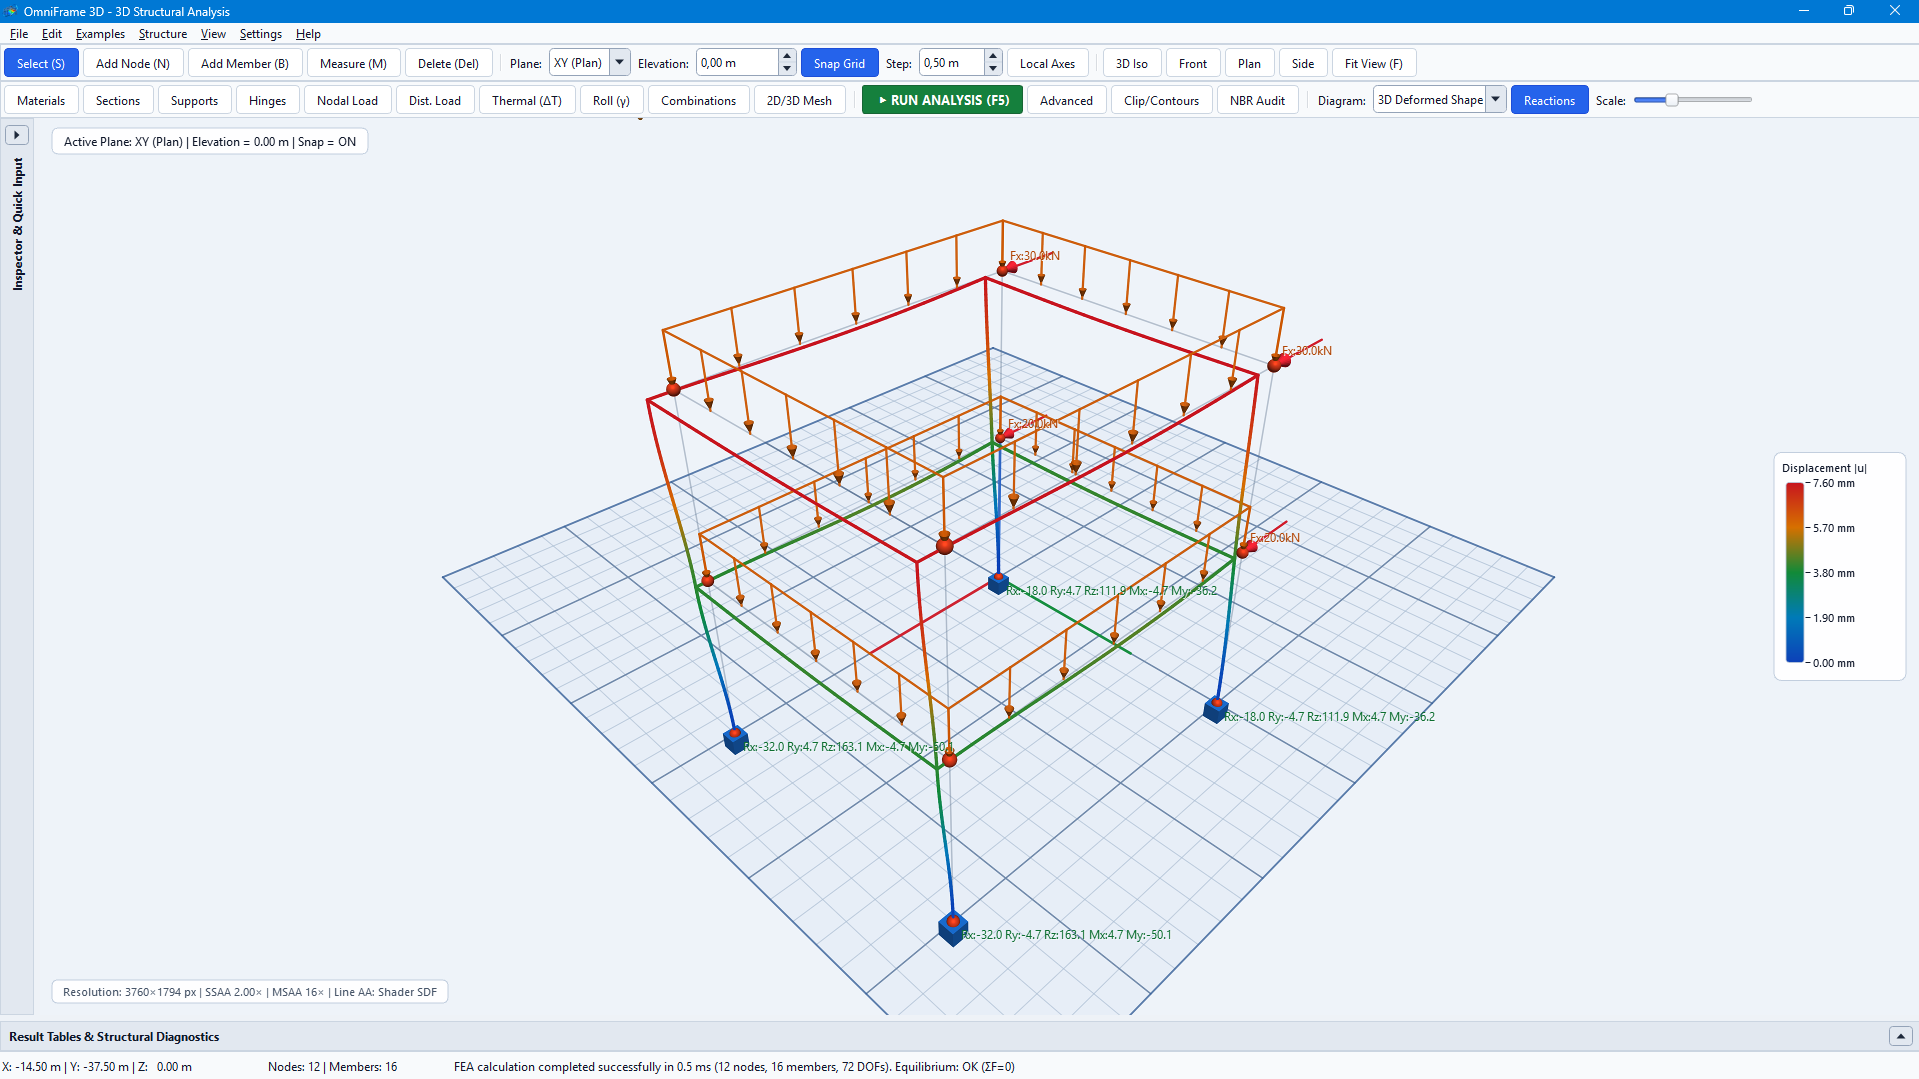 OmniFrame 3D - 3D Structural Analysis
File Edit Examples Structure View Settings Help
Select (S) Add Node (N) Add Member (B) Measure (M) Delete (Del) Plane: XY (Plan) Elevation: 0,00 m Snap Grid Step: 0,50 m Local Axes 3D Iso Front Plan Side Fit View (F)
Materials Sections Supports Hinges Nodal Load Dist. Load Thermal (ΔT) Roll (γ) Combinations 2D/3D Mesh ▸ RUN ANALYSIS (F5) Advanced Clip/Contours NBR Audit Diagram: 3D Deformed Shape Reactions Scale:
Inspector & Quick Input
Active Plane: XY (Plan) | Elevation = 0.00 m | Snap = ON
Fx:30.0kN
Fx:30.0kN
Fx:20.0kN
Fx:20.0kN
Rx:-18.0 Ry:4.7 Rz:111.9 Mx:-4.7 My:-36.2
Rx:-18.0 Ry:-4.7 Rz:111.9 Mx:4.7 My:-36.2
Rx:-32.0 Ry:4.7 Rz:163.1 Mx:-4.7 My:-50.1
Rx:-32.0 Ry:-4.7 Rz:163.1 Mx:4.7 My:-50.1
Displacement |u|
7.60 mm
5.70 mm
3.80 mm
1.90 mm
0.00 mm
Resolution: 3760×1794 px | SSAA 2.00× | MSAA 16× | Line AA: Shader SDF
Result Tables & Structural Diagnostics
X: -14.50 m | Y: -37.50 m | Z: 0.00 m Nodes: 12 | Members: 16 FEA calculation completed successfully in 0.5 ms (12 nodes, 16 members, 72 DOFs). Equilibrium: OK (ΣF=0)